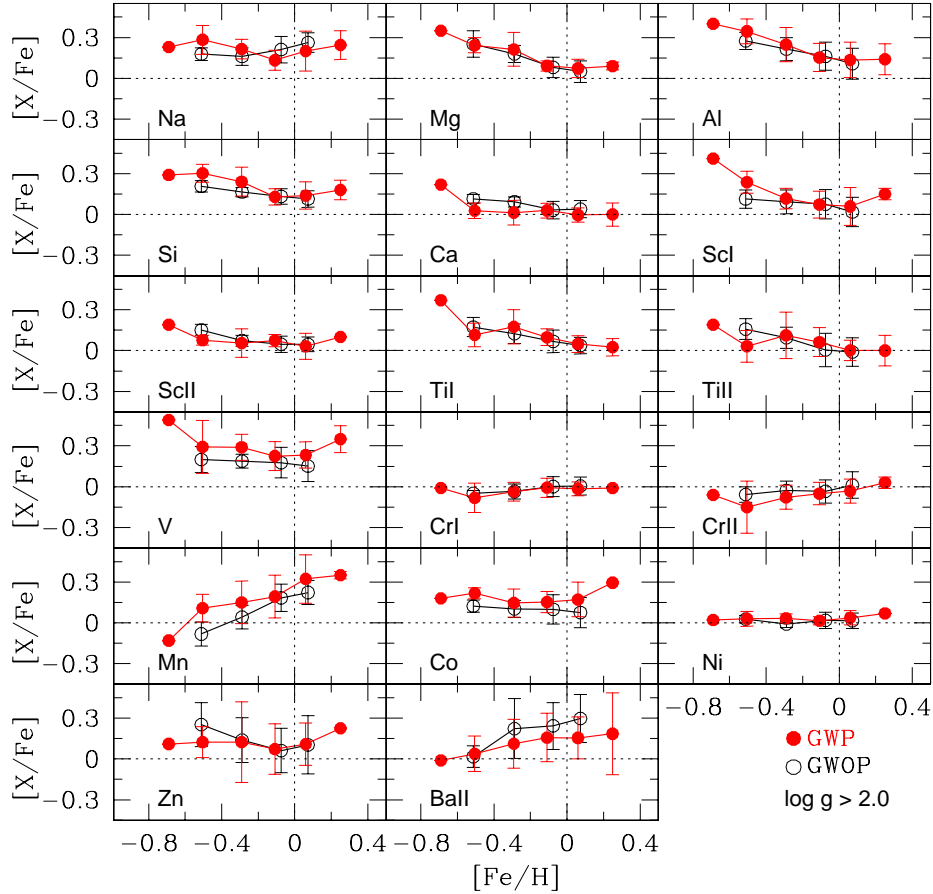 [X/Fe] 0.3 0 −0.3 Na Mg Al
[X/Fe] 0.3 0 −0.3 Si Ca ScI
[X/Fe] 0.3 0 −0.3 ScII TiI TiII
[X/Fe] 0.3 0 −0.3 V CrI CrII
[X/Fe] 0.3 0 −0.3 Mn Co Ni
−0.8 −0.4 0 0.4
[X/Fe] 0.3 0 −0.3 Zn BaII
GWP
GWOP
log g > 2.0
−0.8 −0.4 0 0.4 −0.8 −0.4 0 0.4
[Fe/H]